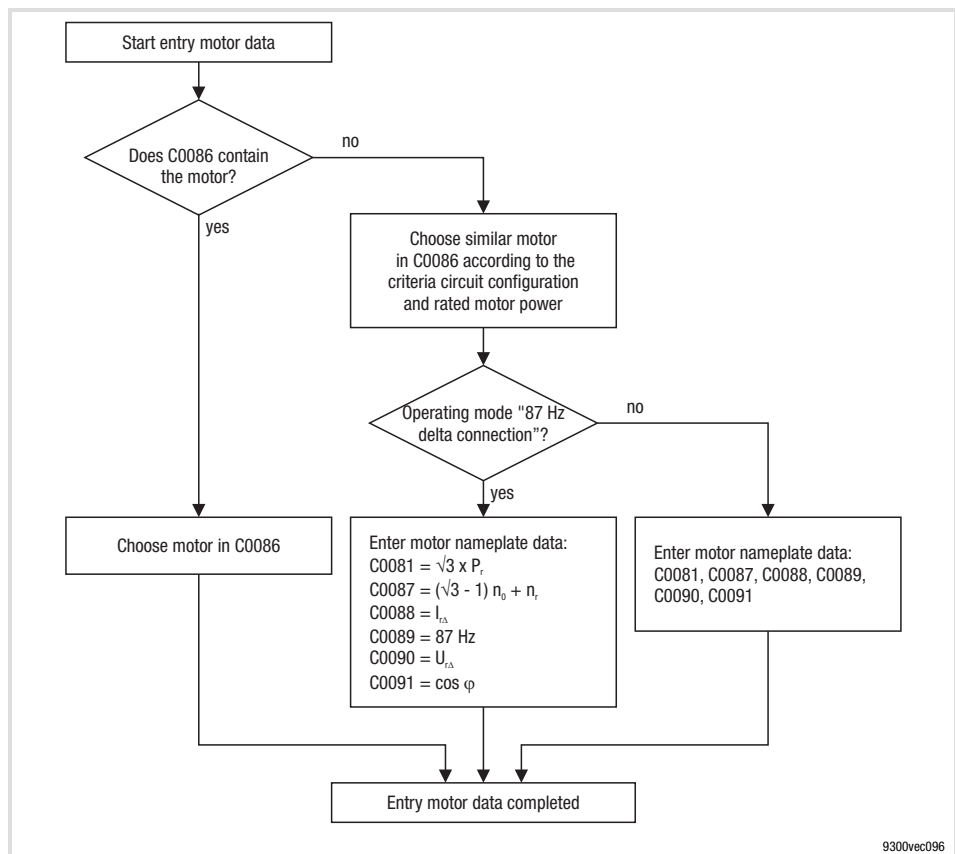 Start entry motor data
Does C0086 contain
the motor?
no
yes
Choose similar motor
in C0086 according to the
criteria circuit configuration
and rated motor power
Operating mode "87 Hz
delta connection”?
no
yes
Choose motor in C0086
Enter motor nameplate data:
C0081 = √3 x Pᵣ
C0087 = (√3 - 1) n₀ + nᵣ
C0088 = I_rΔ
C0089 = 87 Hz
C0090 = U_rΔ
C0091 = cos φ
Enter motor nameplate data:
C0081, C0087, C0088, C0089,
C0090, C0091
Entry motor data completed
9300vec096